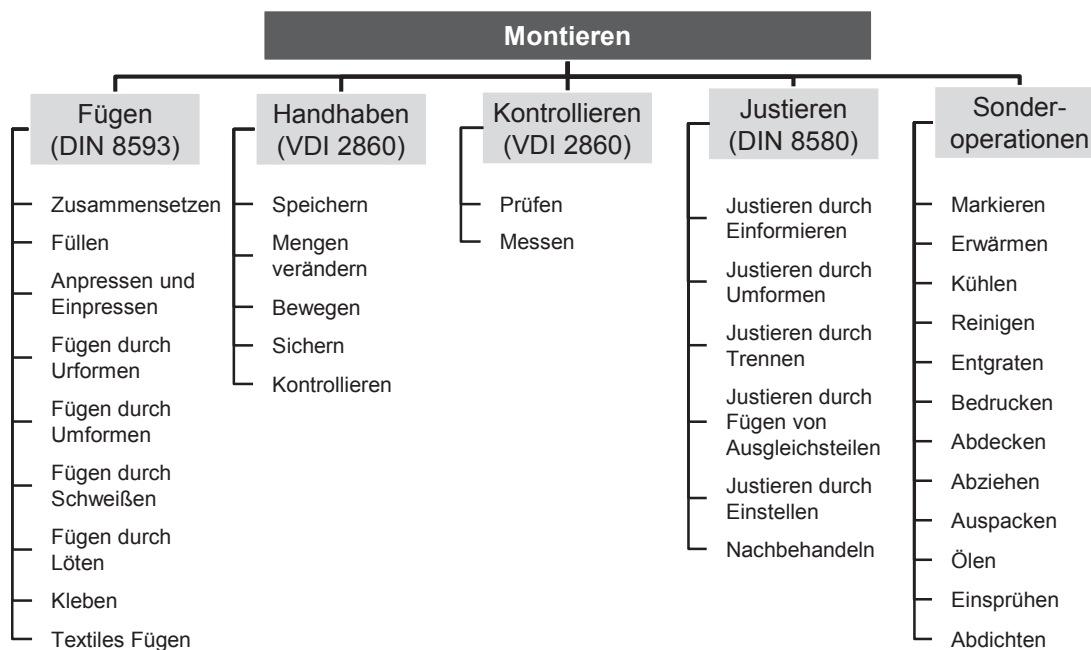 Montieren
Fügen
(DIN 8593)
Zusammensetzen
Füllen
Anpressen und
Einpressen
Fügen durch
Urformen
Fügen durch
Umformen
Fügen durch
Schweißen
Fügen durch
Löten
Kleben
Textiles Fügen
Handhaben
(VDI 2860)
Speichern
Mengen
verändern
Bewegen
Sichern
Kontrollieren
Kontrollieren
(VDI 2860)
Prüfen
Messen
Justieren
(DIN 8580)
Justieren durch
Einformieren
Justieren durch
Umformen
Justieren durch
Trennen
Justieren durch
Fügen von
Ausgleichsteilen
Justieren durch
Einstellen
Nachbehandeln
Sonder-
operationen
Markieren
Erwärmen
Kühlen
Reinigen
Entgraten
Bedrucken
Abdecken
Abziehen
Auspacken
Ölen
Einsprühen
Abdichten